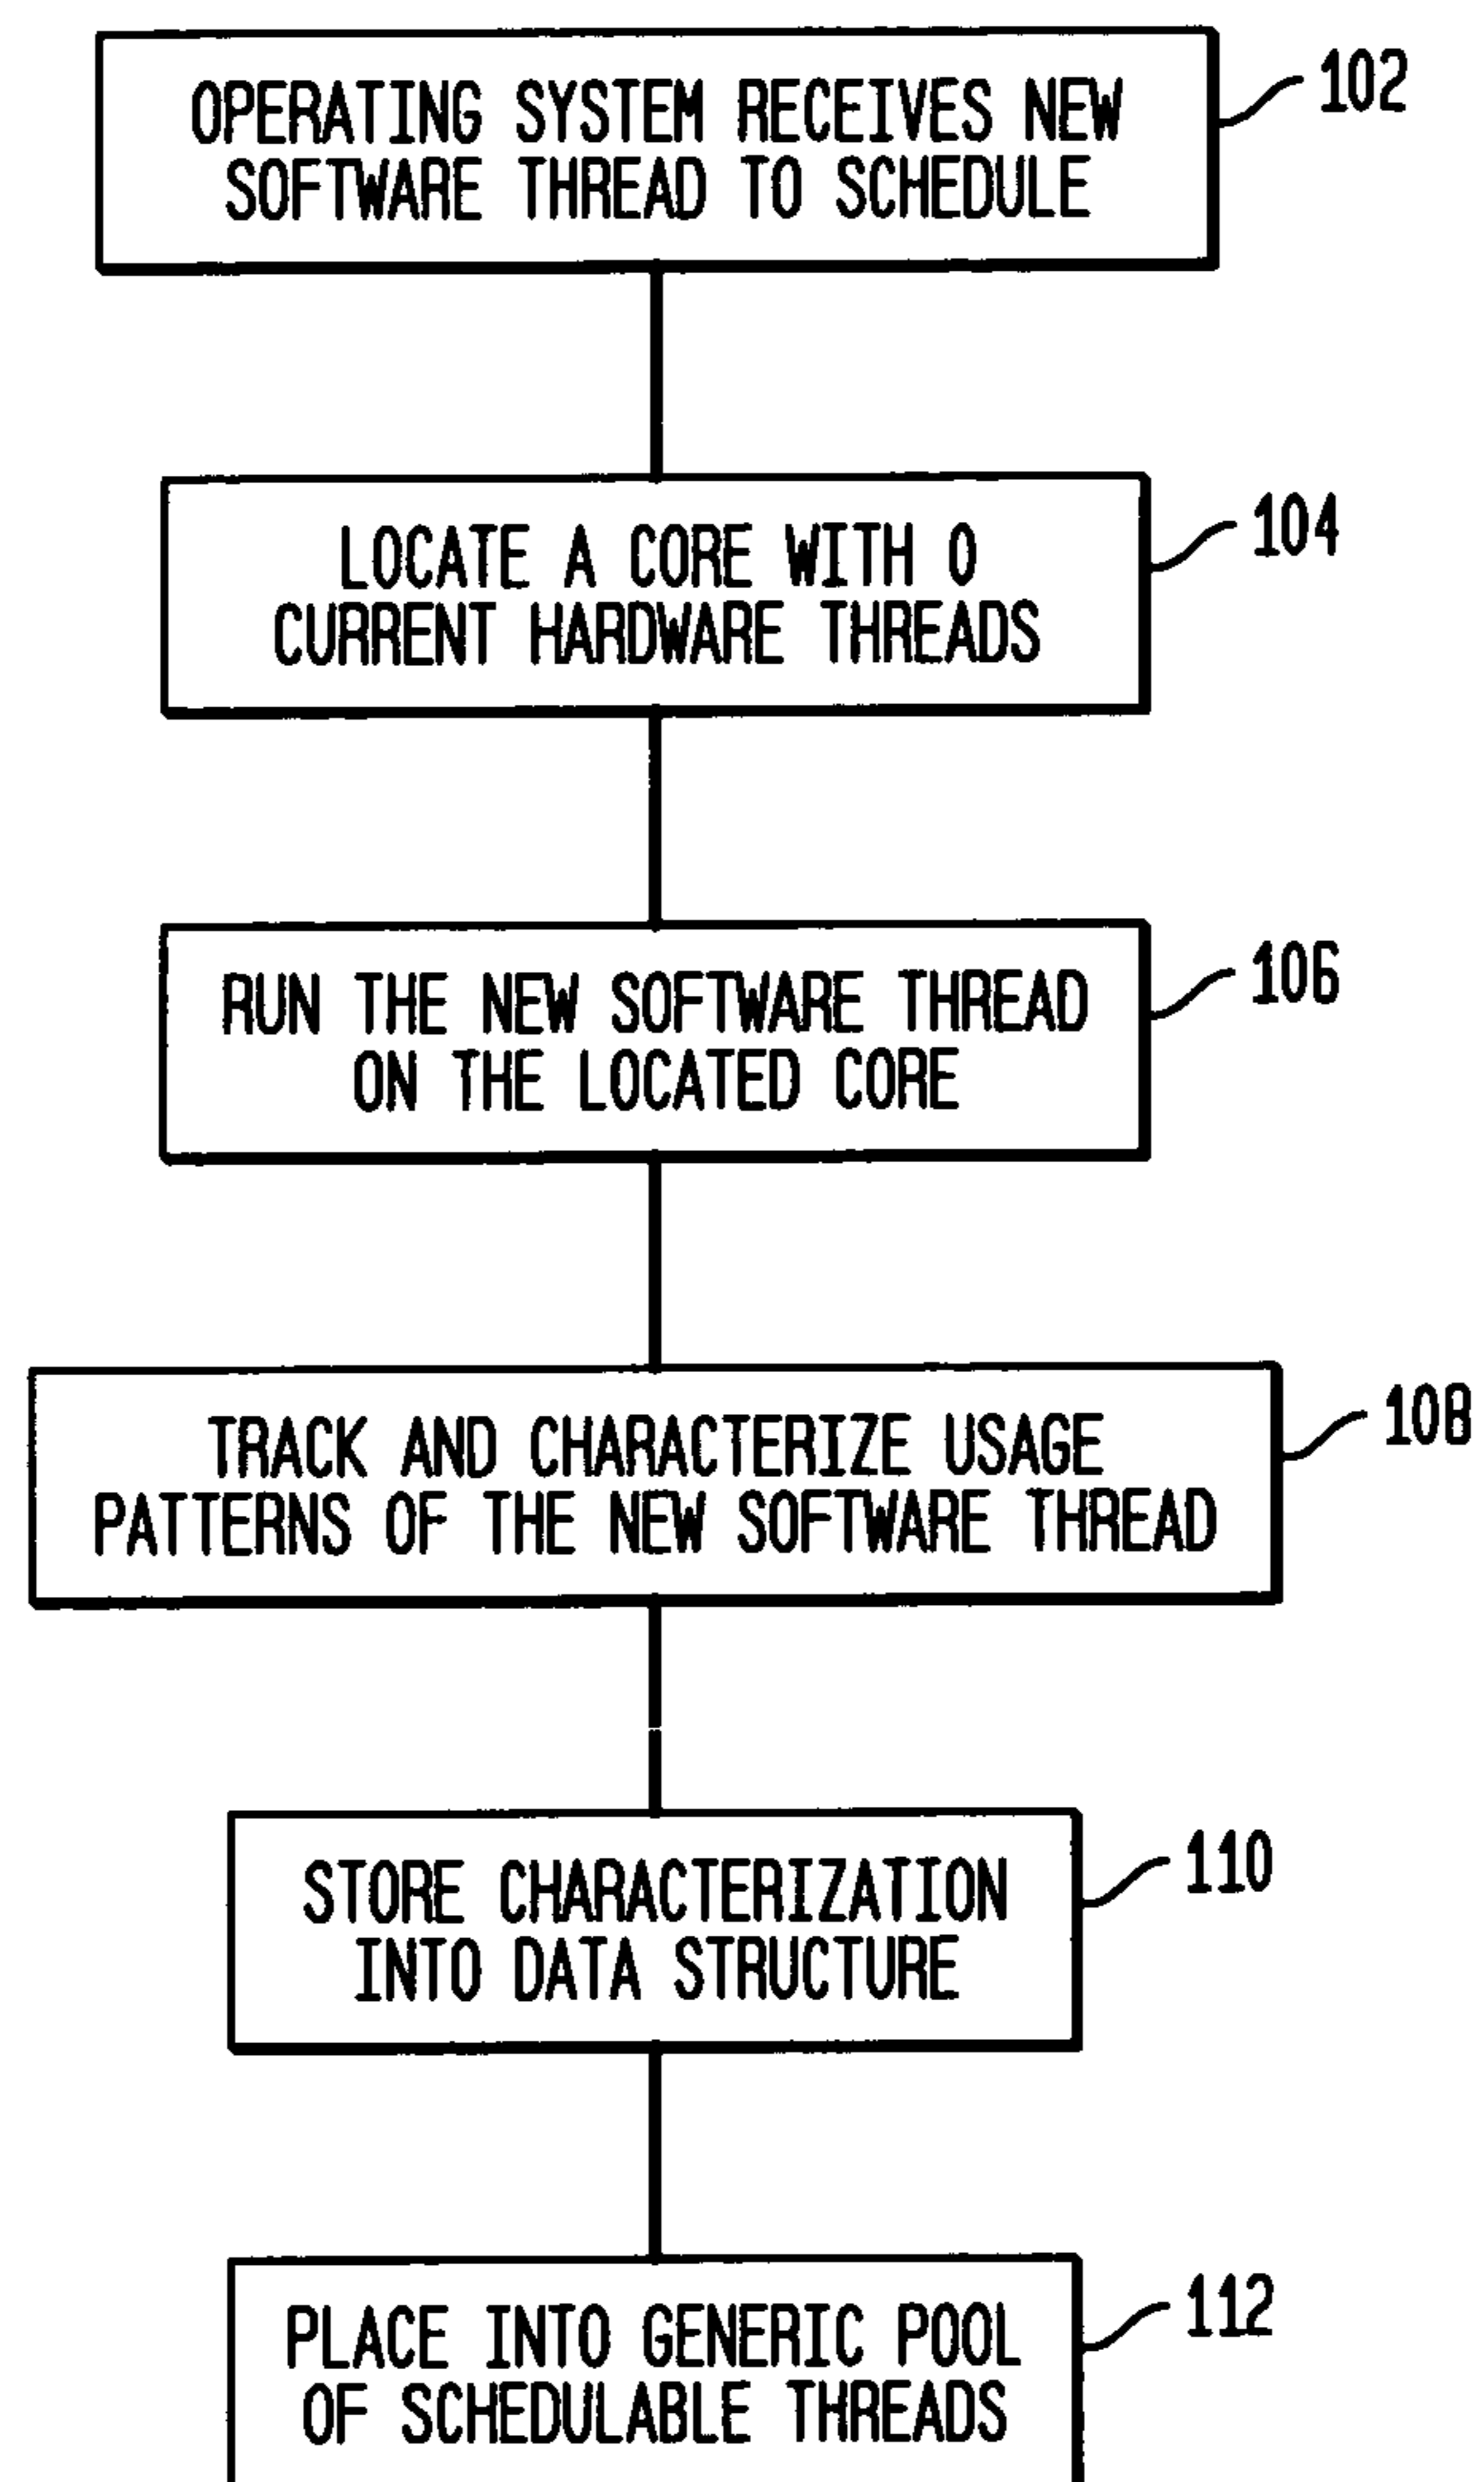 OPERATING SYSTEM RECEIVES NEW
SOFTWARE THREAD TO SCHEDULE
102
LOCATE A CORE WITH 0
CURRENT HARDWARE THREADS
104
RUN THE NEW SOFTWARE THREAD
ON THE LOCATED CORE
106
TRACK AND CHARACTERIZE USAGE
PATTERNS OF THE NEW SOFTWARE THREAD
108
STORE CHARACTERIZATION
INTO DATA STRUCTURE
110
PLACE INTO GENERIC POOL
OF SCHEDULABLE THREADS
112